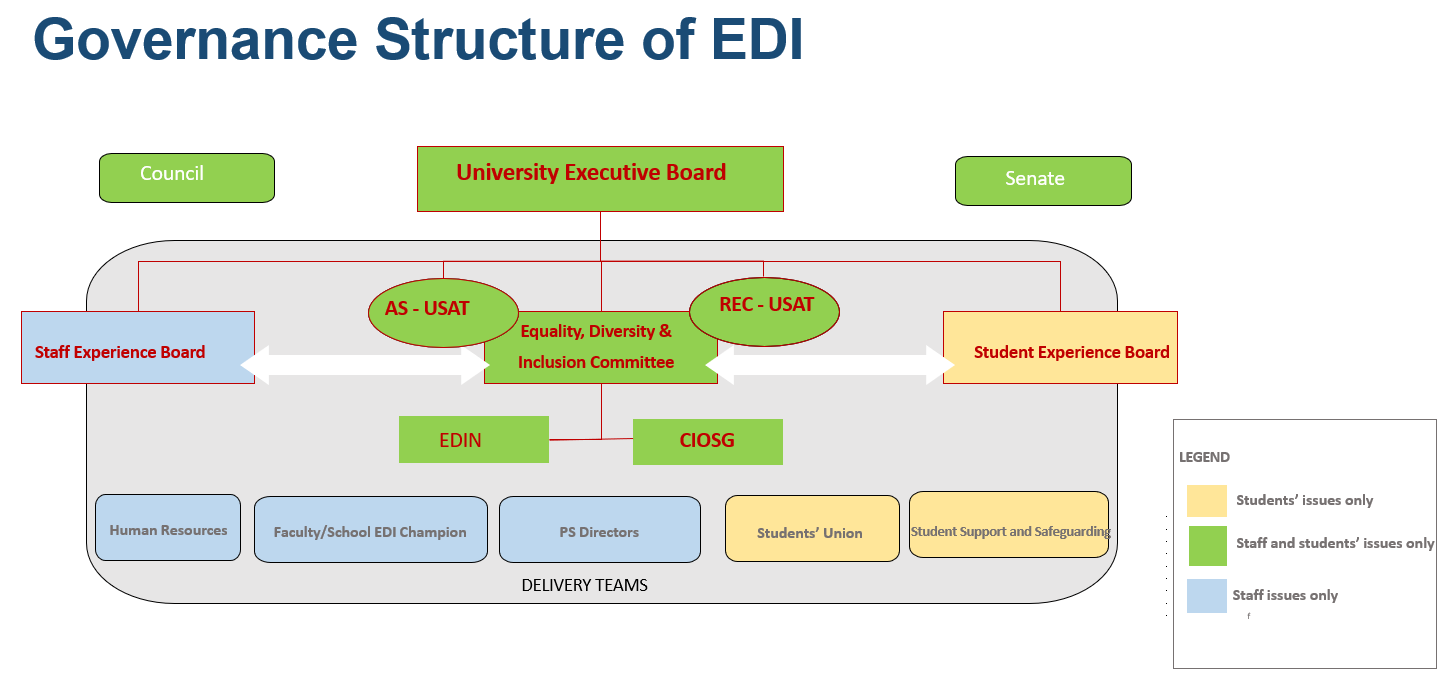 Governance Structure of EDI
Council
University Executive Board
Senate
AS - USAT
REC - USAT
Staff Experience Board
Equality, Diversity &
Inclusion Committee
Student Experience Board
EDIN
CIOSG
Human Resources
Faculty/School EDI Champion
PS Directors
Students' Union
Student Support and Safeguarding
DELIVERY TEAMS
LEGEND
Students' issues only
Staff and students' issues only
Staff issues only
f